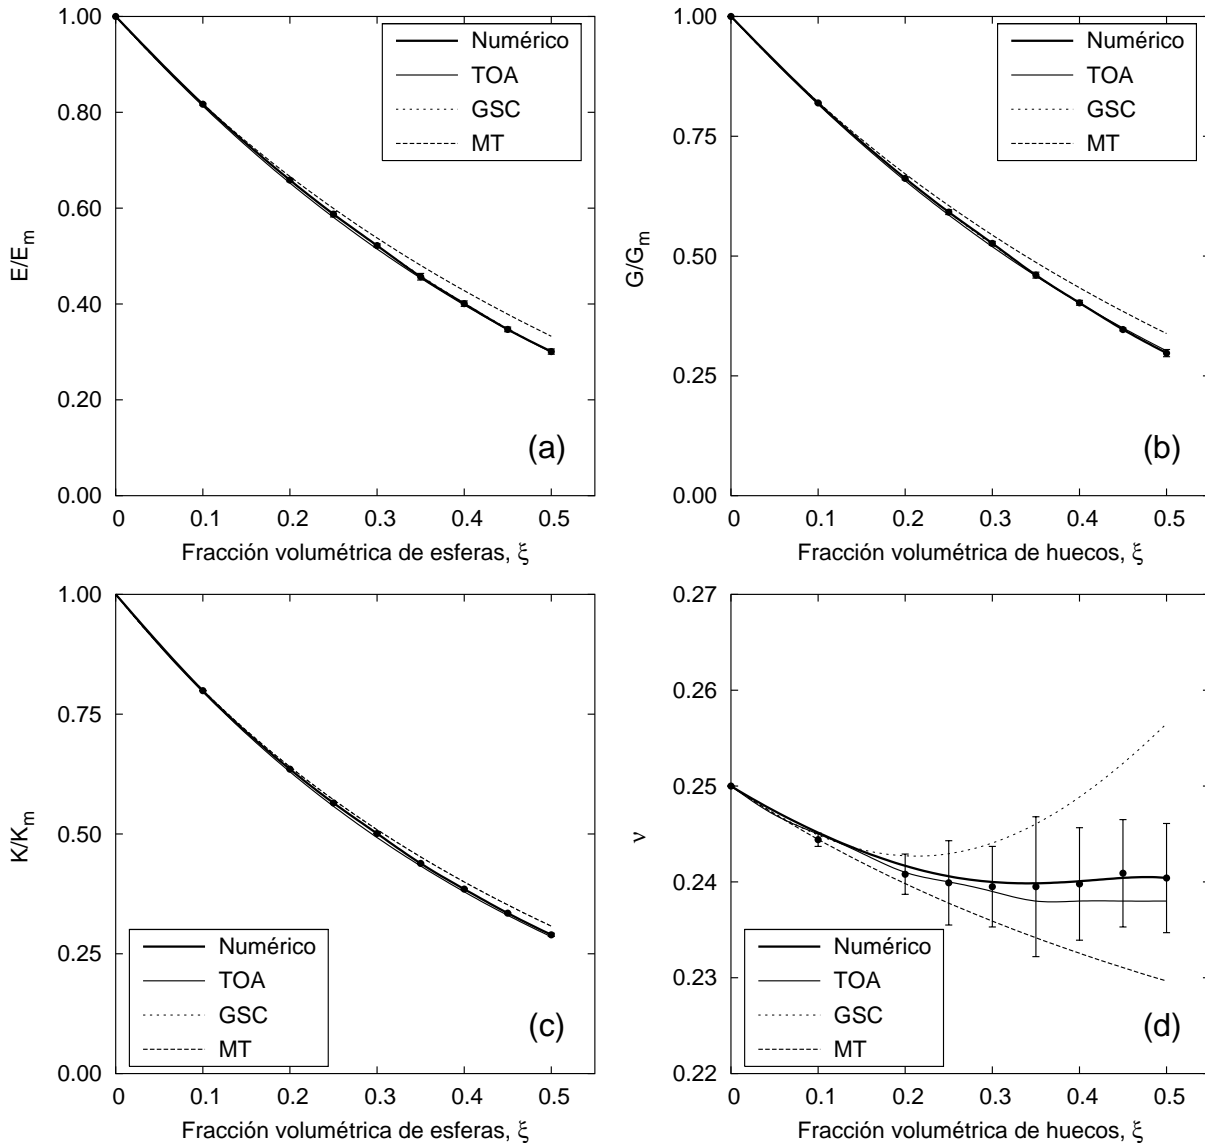 1.00
0.80
0.60
0.40
0.20
0.00
E/Em
Numérico
TOA
GSC
MT
(a)
0 0.1 0.2 0.3 0.4 0.5
Fracción volumétrica de esferas, ξ
1.00
0.75
0.50
0.25
0.00
G/Gm
Numérico
TOA
GSC
MT
(b)
0 0.1 0.2 0.3 0.4 0.5
Fracción volumétrica de huecos, ξ
1.00
0.75
0.50
0.25
0.00
K/Km
Numérico
TOA
GSC
MT
(c)
0 0.1 0.2 0.3 0.4 0.5
Fracción volumétrica de esferas, ξ
0.27
0.26
0.25
0.24
0.23
0.22
ν
Numérico
TOA
GSC
MT
(d)
0 0.1 0.2 0.3 0.4 0.5
Fracción volumétrica de huecos, ξ